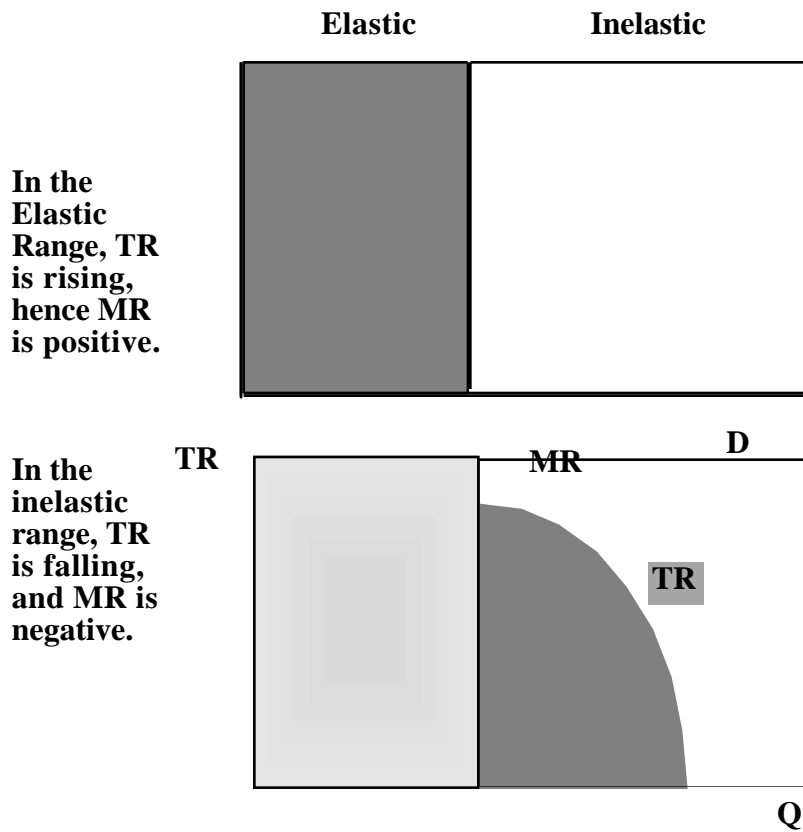 Elastic Inelastic
In the
Elastic
Range, TR
is rising,
hence MR
is positive.
TR MR D
In the
inelastic
range, TR
is falling,
and MR is
negative.
TR
Q